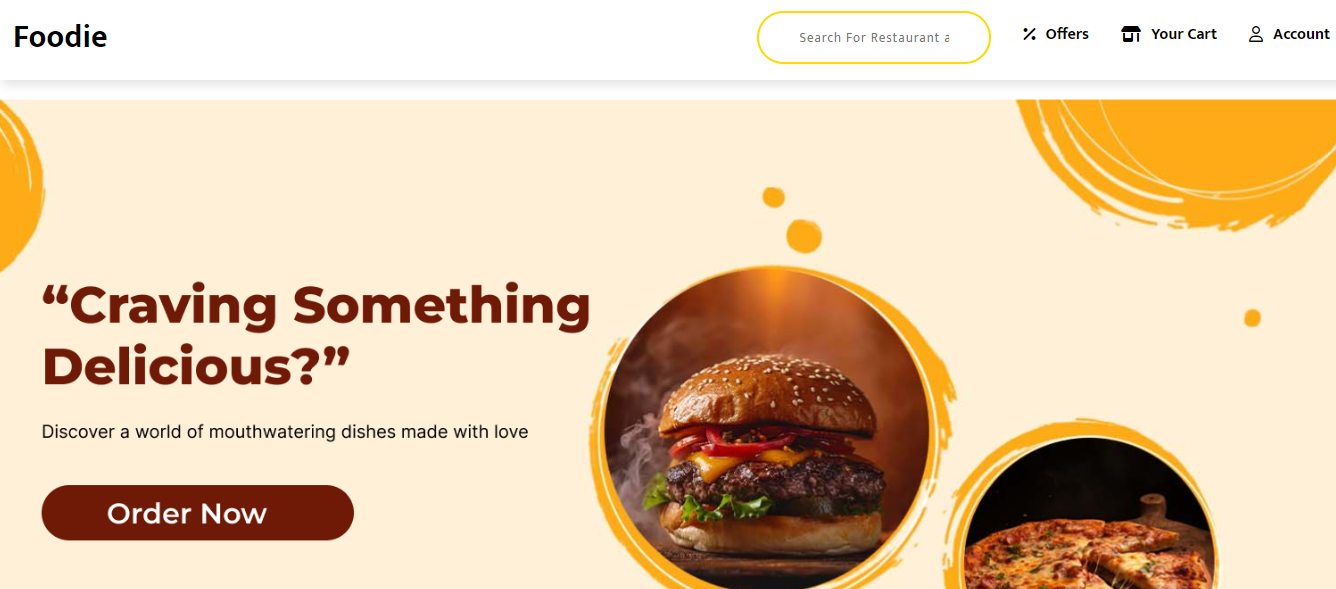 Foodie
Search For Restaurant a
Offers
Your Cart
Account
“Craving Something
Delicious?”
Discover a world of mouthwatering dishes made with love
Order Now